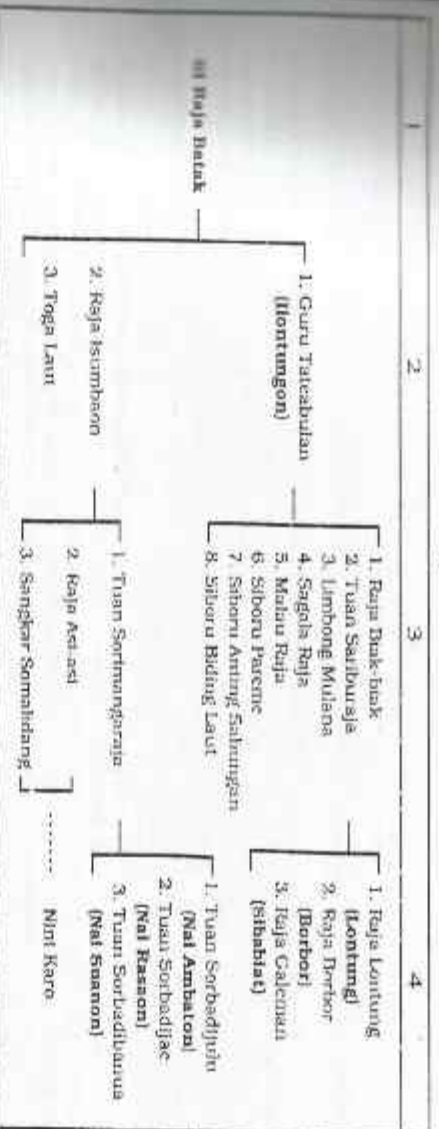 1 2 3 4
Si Raja Batak
1. Guru Tateabulan
(Ilontungon)
2. Raja Isumbaon
3. Toga Laut
1. Raja Biak-biak
2. Tuan Sariburaja
3. Limbong Mulana
4. Sagala Raja
5. Malau Raja
6. Siboru Pareme
7. Siboru Anting Sabungan
8. Siboru Biding Laut
1. Tuan Sorimangaraja
2. Raja Asi-asi
3. Sangkar Somalidang
1. Raja Lontung
(Lontung)
2. Raja Borbor
(Borbor)
3. Raja Galeman
(Sibabiat)
1. Tuan Sorbadijulu
(Nai Ambaton)
2. Tuan Sorbadijae
(Nai Rasaon)
3. Tuan Sorbadibanua
(Nai Suanon)
Nini Karo